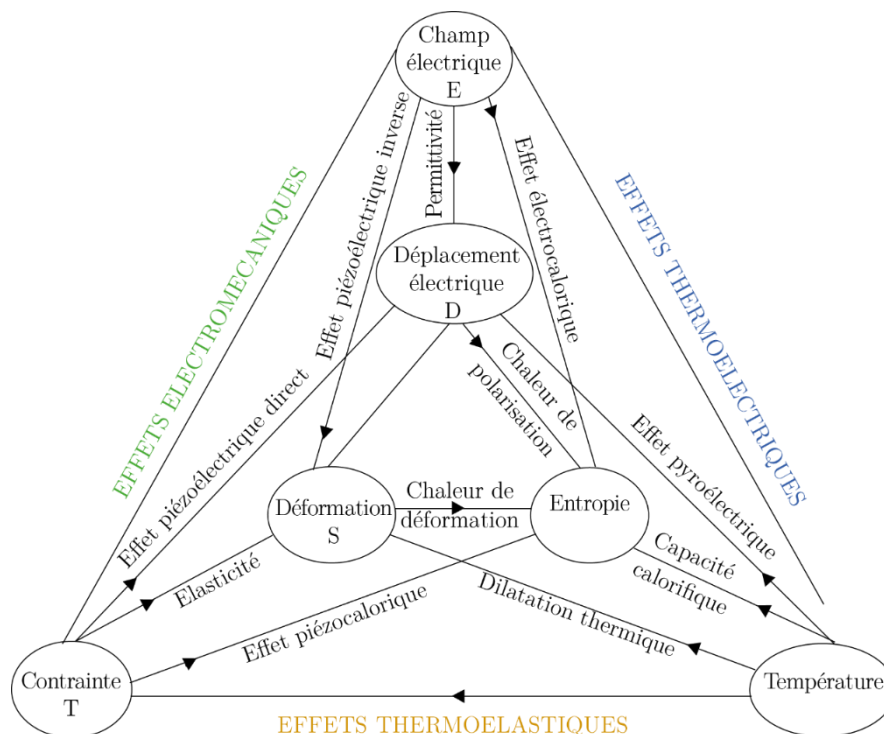 Champ
électrique
E
EFFETS ELECTROMECANIQUES
Effet piézoélectrique inverse
Permittivité
Effet électrocalorique
EFFETS THERMOELECTRIQUES
Déplacement
électrique
D
Effet piézoélectrique direct
Chaleur de
polarisation
Effet pyroélectrique
Déformation
S
Chaleur de
déformation
Entropie
Elasticité
Effet piézocalorique
Dilatation thermique
Capacité
calorifique
Contrainte
T
Température
EFFETS THERMOELASTIQUES